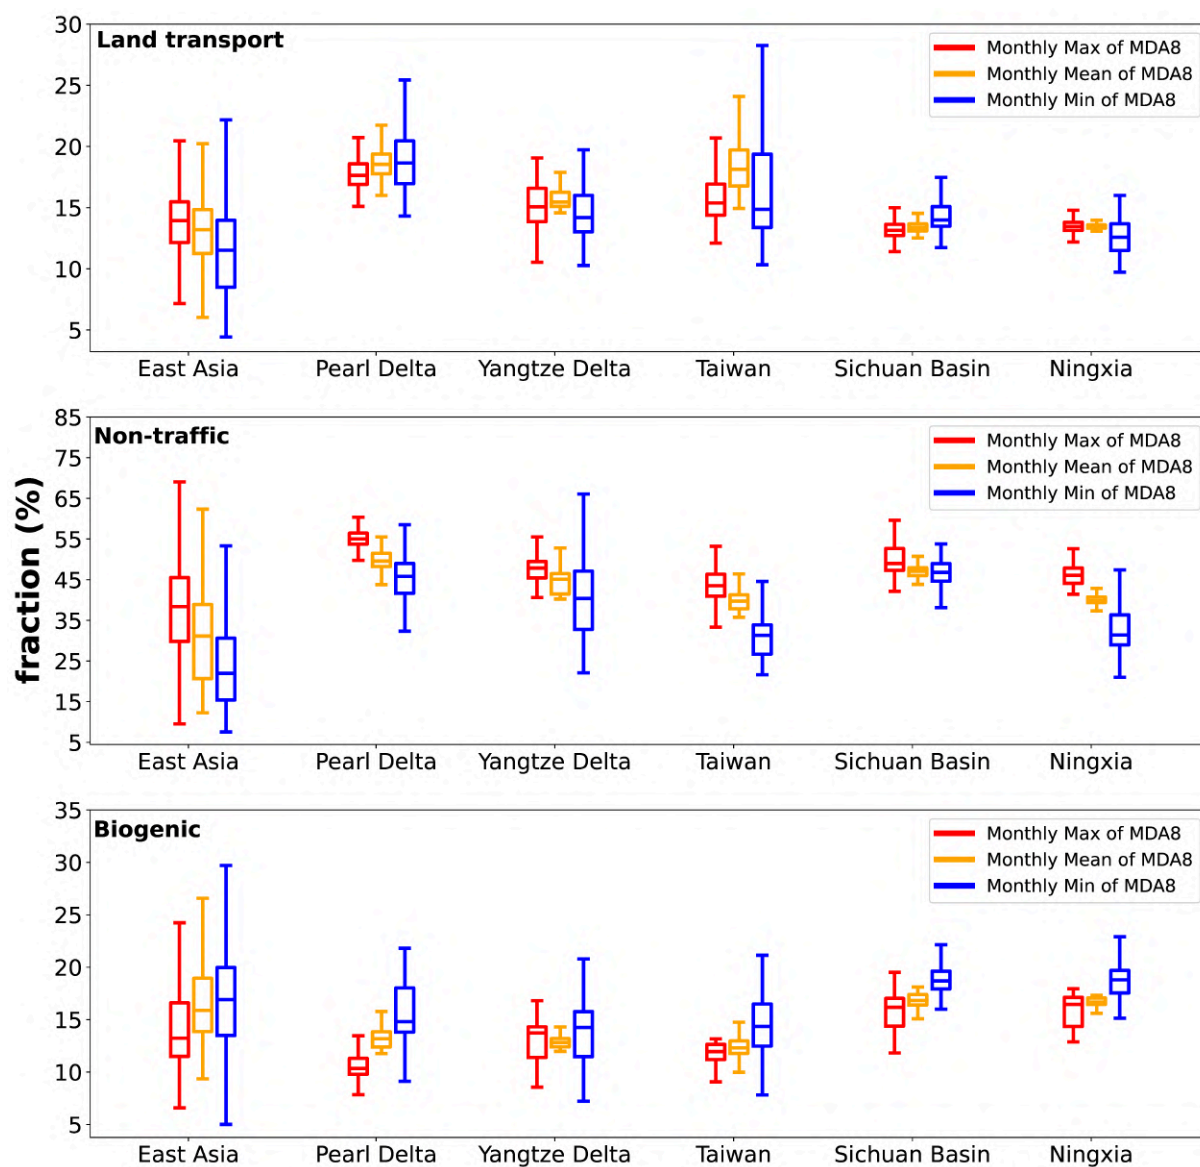 Land transport
Monthly Max of MDA8
Monthly Mean of MDA8
Monthly Min of MDA8
30
25
20
15
10
5
East Asia Pearl Delta Yangtze Delta Taiwan Sichuan Basin Ningxia
fraction (%)
Non-traffic
Monthly Max of MDA8
Monthly Mean of MDA8
Monthly Min of MDA8
85
75
65
55
45
35
25
15
5
East Asia Pearl Delta Yangtze Delta Taiwan Sichuan Basin Ningxia
Biogenic
Monthly Max of MDA8
Monthly Mean of MDA8
Monthly Min of MDA8
35
30
25
20
15
10
5
East Asia Pearl Delta Yangtze Delta Taiwan Sichuan Basin Ningxia